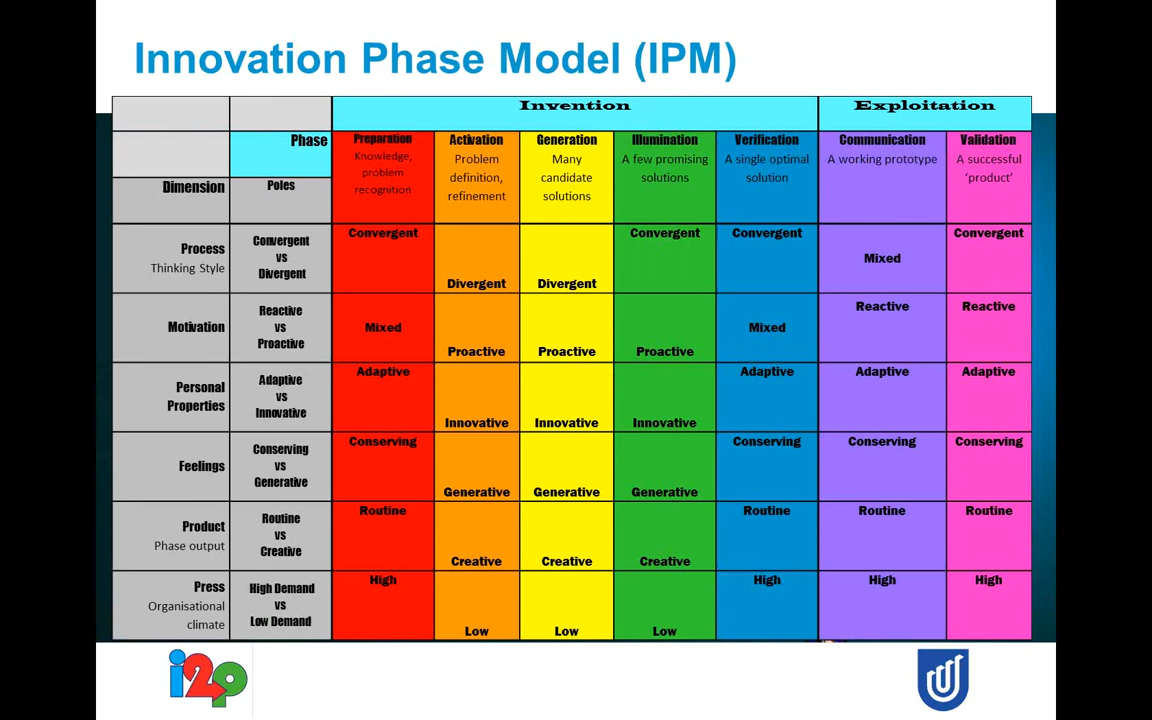 Innovation Phase Model (IPM)
Invention
Exploitation
Phase
Preparation
Knowledge,
problem
recognition
Activation
Problem
definition,
refinement
Generation
Many
candidate
solutions
Illumination
A few promising
solutions
Verification
A single optimal
solution
Communication
A working prototype
Validation
A successful
‘product’
Dimension
Poles
Process
Thinking Style
Convergent
vs
Divergent
Convergent
Divergent
Divergent
Convergent
Convergent
Mixed
Convergent
Motivation
Reactive
vs
Proactive
Mixed
Proactive
Proactive
Proactive
Mixed
Reactive
Reactive
Personal
Properties
Adaptive
vs
Innovative
Adaptive
Innovative
Innovative
Innovative
Adaptive
Adaptive
Adaptive
Feelings
Conserving
vs
Generative
Conserving
Generative
Generative
Generative
Conserving
Conserving
Conserving
Product
Phase output
Routine
vs
Creative
Routine
Creative
Creative
Creative
Routine
Routine
Routine
Press
Organisational
climate
High Demand
vs
Low Demand
High
Low
Low
Low
High
High
High
i2p